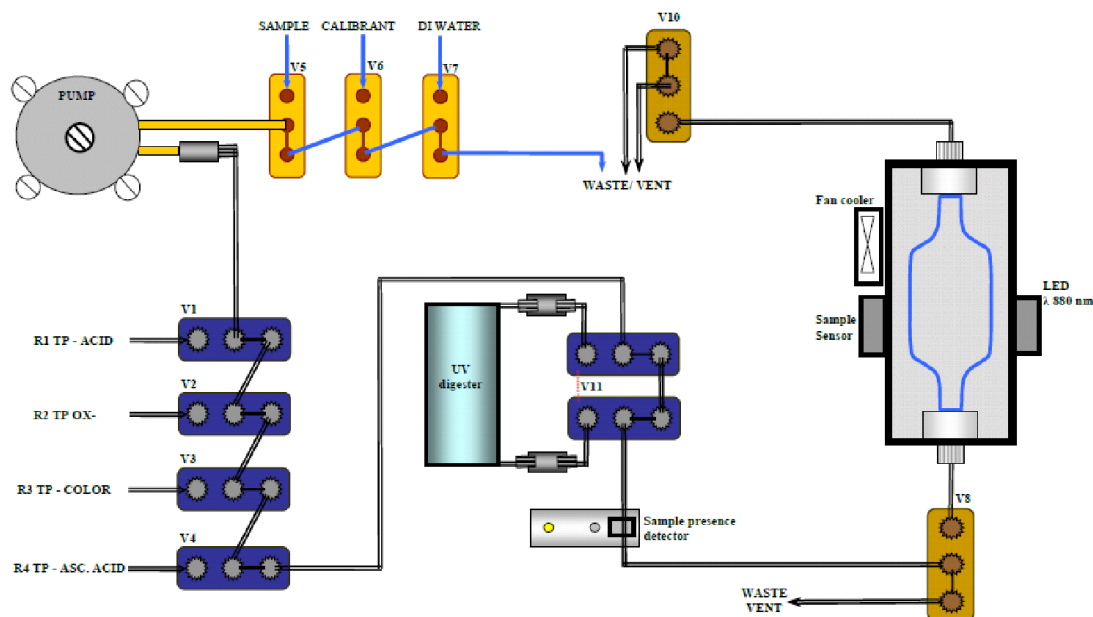 SAMPLE
CALIBRANT
DI WATER
V10
V5
V6
V7
PUMP
WASTE/ VENT
Fan cooler
LED
λ 880 nm
Sample
Sensor
V1
R1 TP - ACID
UV
digester
V11
V2
R2 TP OX-
V3
R3 TP - COLOR
V8
Sample presence
detector
V4
R4 TP - ASC. ACID
WASTE
VENT